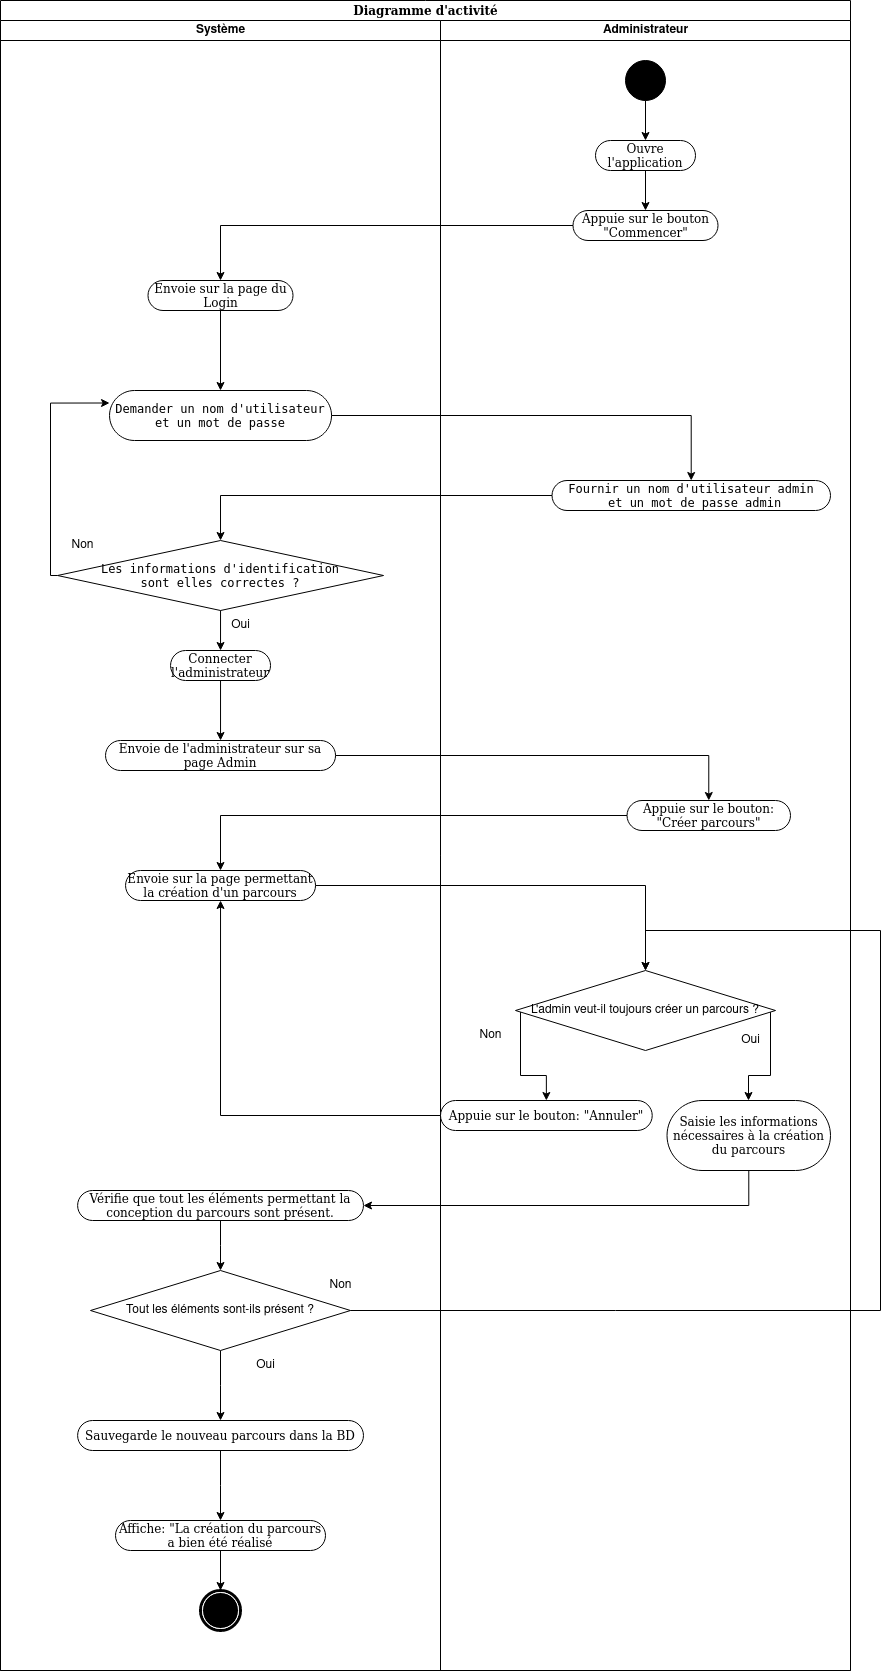 Diagramme d'activité
Système
Administrateur
Ouvre
l'application
Appuie sur le bouton
"Commencer"
Envoie sur la page du
Login
Demander un nom d'utilisateur
et un mot de passe
Fournir un nom d'utilisateur admin
et un mot de passe admin
Non
Les informations d'identification
sont elles correctes ?
Oui
Connecter
l'administrateur
Envoie de l'administrateur sur sa
page Admin
Appuie sur le bouton:
"Créer parcours"
Envoie sur la page permettant
la création d'un parcours
L'admin veut-il toujours créer un parcours ?
Non
Oui
Appuie sur le bouton: "Annuler"
Saisie les informations
nécessaires à la création
du parcours
Vérifie que tout les éléments permettant la
conception du parcours sont présent.
Non
Tout les éléments sont-ils présent ?
Oui
Sauvegarde le nouveau parcours dans la BD
Affiche: "La création du parcours
a bien été réalisé